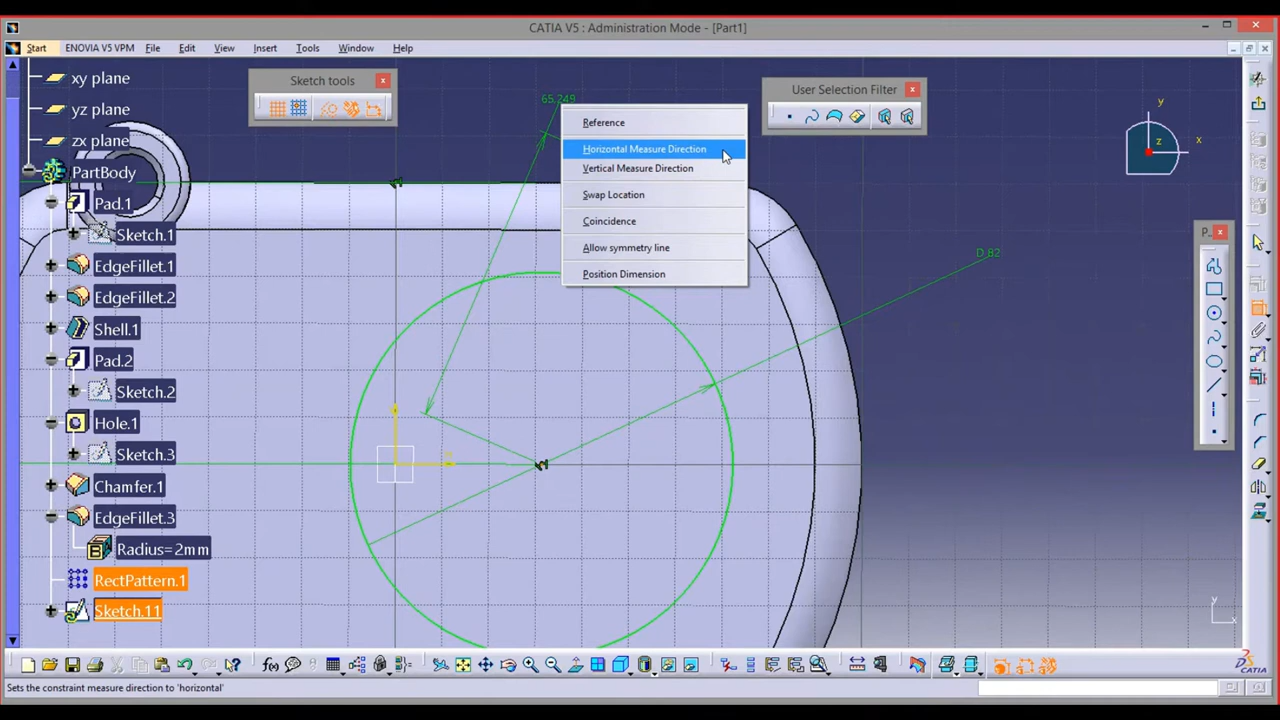 CATIA V5 : Administration Mode - [Part1]
Start ENOVIA V5 VPM File Edit View Insert Tools Window Help
xy plane
yz plane
zx plane
PartBody
Pad.1
Sketch.1
EdgeFillet.1
EdgeFillet.2
Shell.1
Pad.2
Sketch.2
Hole.1
Sketch.3
Chamfer.1
EdgeFillet.3
Radius=2mm
RectPattern.1
Sketch.11
Sketch tools
65.249
Reference
Horizontal Measure Direction
Vertical Measure Direction
Swap Location
Coincidence
Allow symmetry line
Position Dimension
User Selection Filter
D 82
y
x
z
P...
y
x
CATIA
Sets the constraint measure direction to 'horizontal'